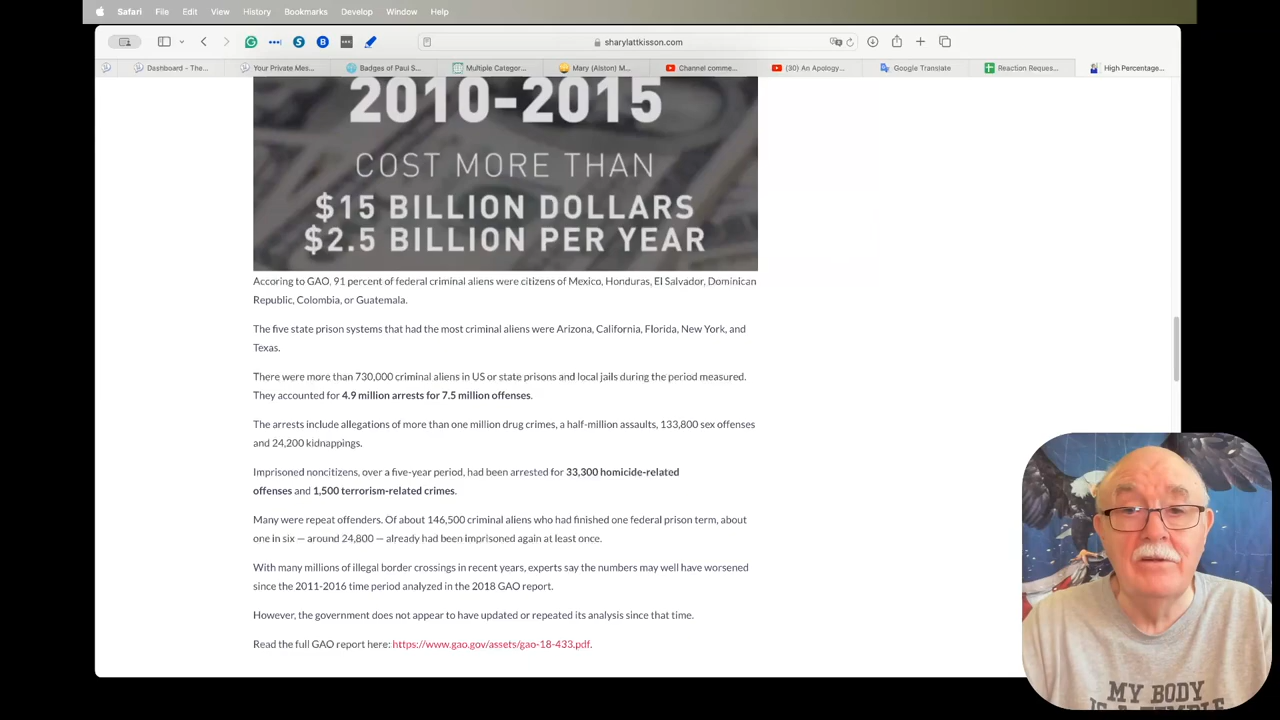 Safari File Edit View History Bookmarks Develop Window Help
sharylattkisson.com
Dashboard - The... Your Private Mes... Badges of Paul S... Multiple Categor... Mary (Alston) M... Channel comme... (30) An Apology... Google Translate Reaction Reques... High Percentage...
2010-2015
COST MORE THAN
$15 BILLION DOLLARS
$2.5 BILLION PER YEAR
Accoring to GAO, 91 percent of federal criminal aliens were citizens of Mexico, Honduras, El Salvador, Dominican
Republic, Colombia, or Guatemala.
The five state prison systems that had the most criminal aliens were Arizona, California, Florida, New York, and
Texas.
There were more than 730,000 criminal aliens in US or state prisons and local jails during the period measured.
They accounted for 4.9 million arrests for 7.5 million offenses.
The arrests include allegations of more than one million drug crimes, a half-million assaults, 133,800 sex offenses
and 24,200 kidnappings.
Imprisoned noncitizens, over a five-year period, had been arrested for 33,300 homicide-related
offenses and 1,500 terrorism-related crimes.
Many were repeat offenders. Of about 146,500 criminal aliens who had finished one federal prison term, about
one in six — around 24,800 — already had been imprisoned again at least once.
With many millions of illegal border crossings in recent years, experts say the numbers may well have worsened
since the 2011-2016 time period analyzed in the 2018 GAO report.
However, the government does not appear to have updated or repeated its analysis since that time.
Read the full GAO report here: https://www.gao.gov/assets/gao-18-433.pdf.
MY BODY
IS A TEMPLE